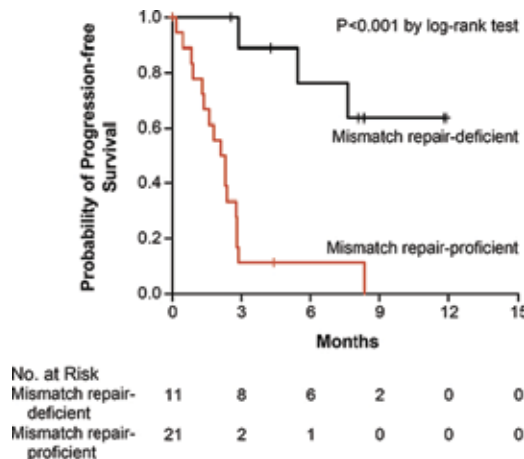 P<0.001 by log-rank test
1.0
0.8
0.6
0.4
0.2
0.0
Probability of Progression-free
Survival
Mismatch repair-deficient
Mismatch repair-proficient
0 3 6 9 12 15
Months
No. at Risk
Mismatch repair-
deficient 11 8 6 2 0 0
Mismatch repair-
proficient 21 2 1 0 0 0